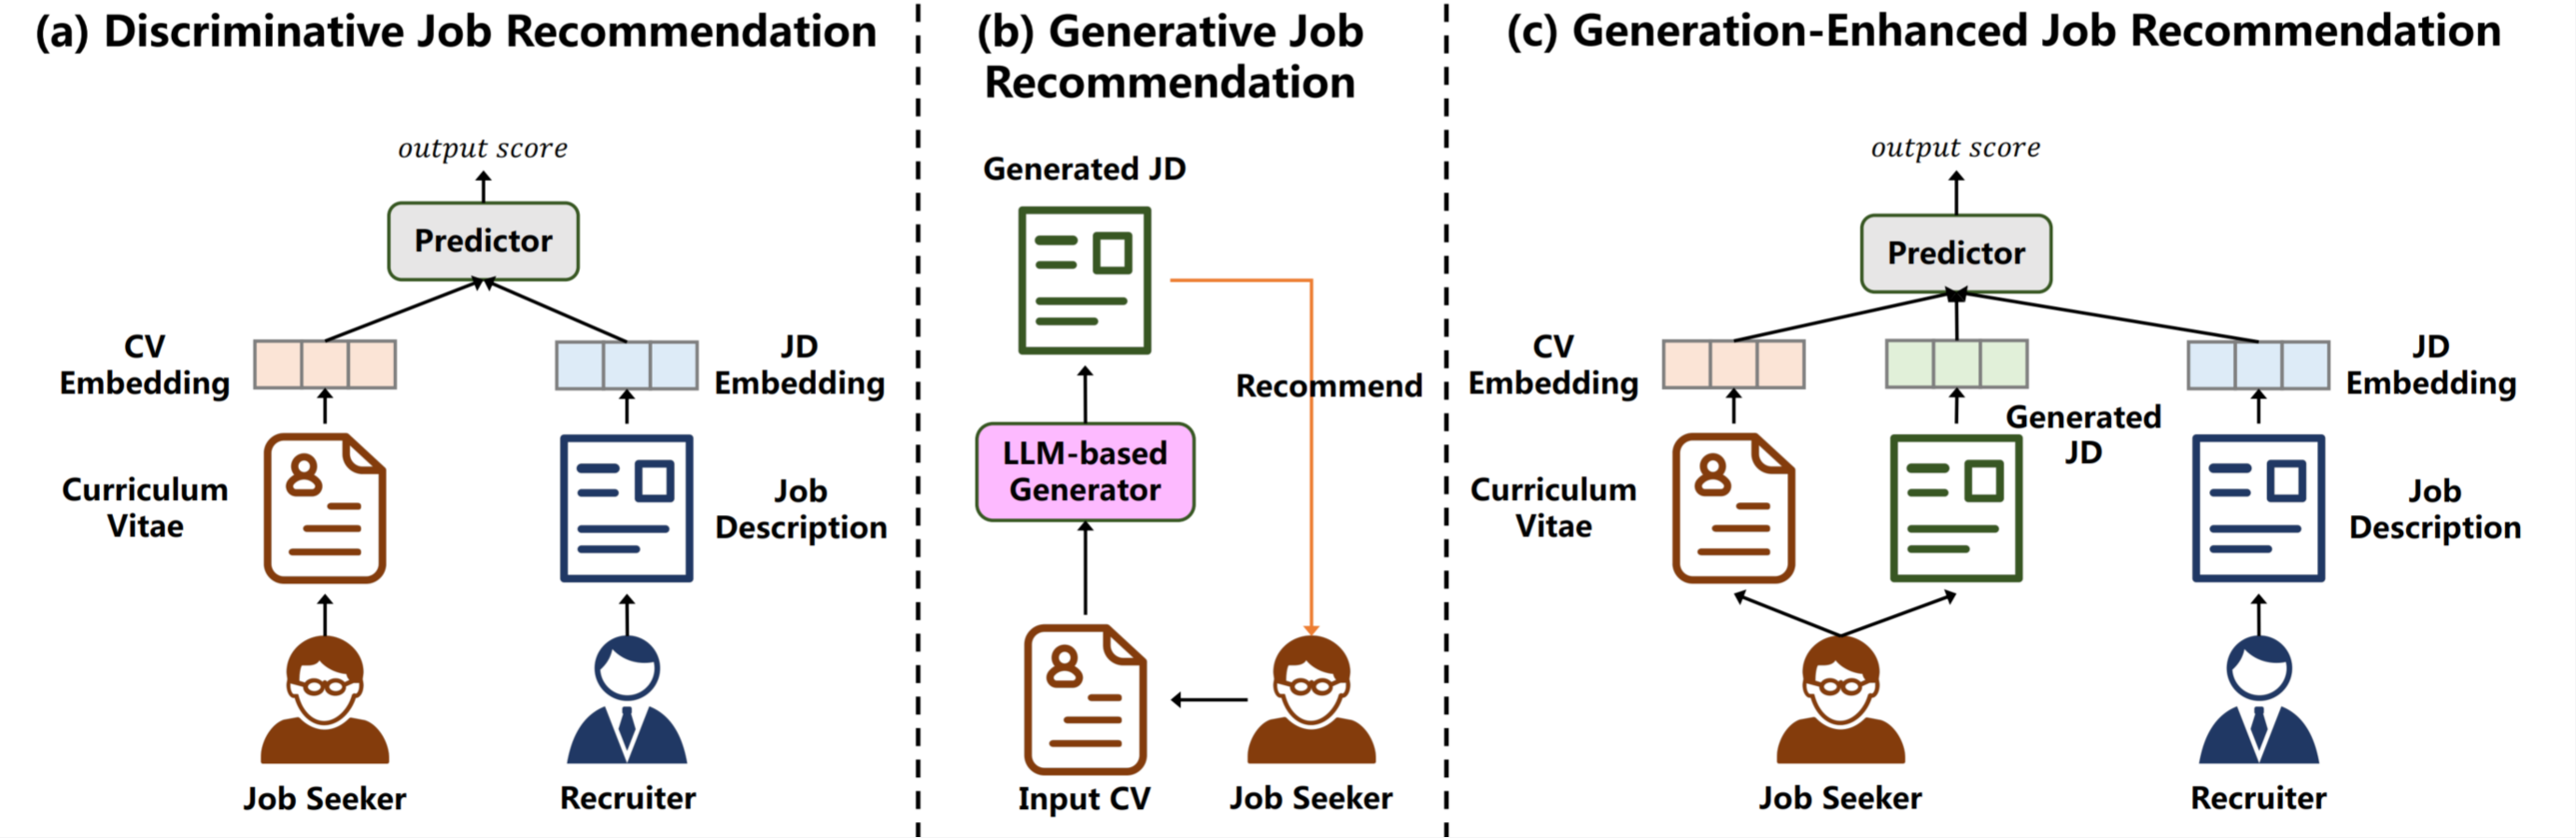 (a) Discriminative Job Recommendation
output score
Predictor
CV
Embedding
JD
Embedding
Curriculum
Vitae
Job
Description
Job Seeker
Recruiter
(b) Generative Job
Recommendation
Generated JD
Recommend
LLM-based
Generator
Input CV
Job Seeker
(c) Generation-Enhanced Job Recommendation
output score
Predictor
CV
Embedding
Generated
JD
JD
Embedding
Curriculum
Vitae
Job
Description
Job Seeker
Recruiter